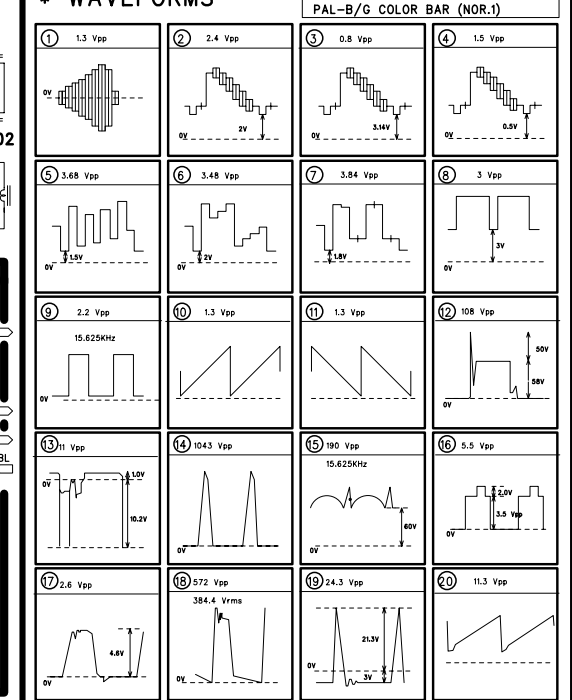 * WAVEFORMS
PAL-B/G COLOR BAR (NOR.1)
1 1.3 Vpp
0V
2 2.4 Vpp
2V
0V
3 0.8 Vpp
3.14V
0V
4 1.5 Vpp
0.5V
0V
02
5 3.68 Vpp
1.5V
0V
6 3.48 Vpp
2V
0V
7 3.84 Vpp
1.8V
0V
8 3 Vpp
3V
0V
9 2.2 Vpp
15.625KHz
0V
10 1.3 Vpp
11 1.3 Vpp
12 108 Vpp
50V
58V
0V
BL
13 11 Vpp
1.0V
0V
10.2V
14 1043 Vpp
0V
15 190 Vpp
15.625KHz
60V
0V
16 5.5 Vpp
2.0V
3.5 Vpp
0V
17 2.6 Vpp
4.6V
0V
18 572 Vpp
384.4 Vrms
0V
19 24.3 Vpp
21.3V
0V
3V
20 11.3 Vpp